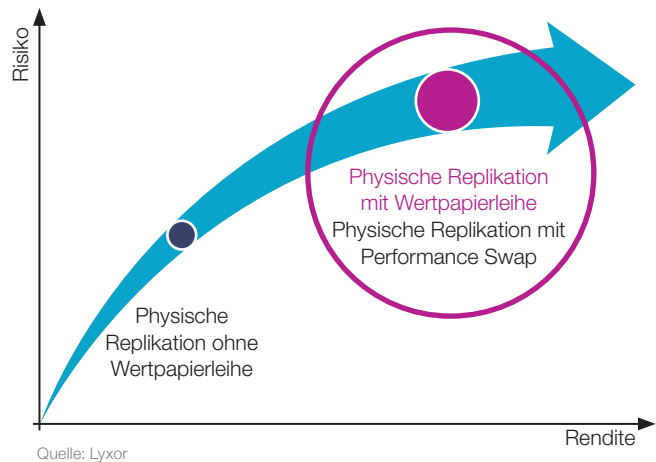 Risiko
Physische Replikation
mit Wertpapierleihe
Physische Replikation mit
Performance Swap
Physische
Replikation ohne
Wertpapierleihe
Rendite
Quelle: Lyxor